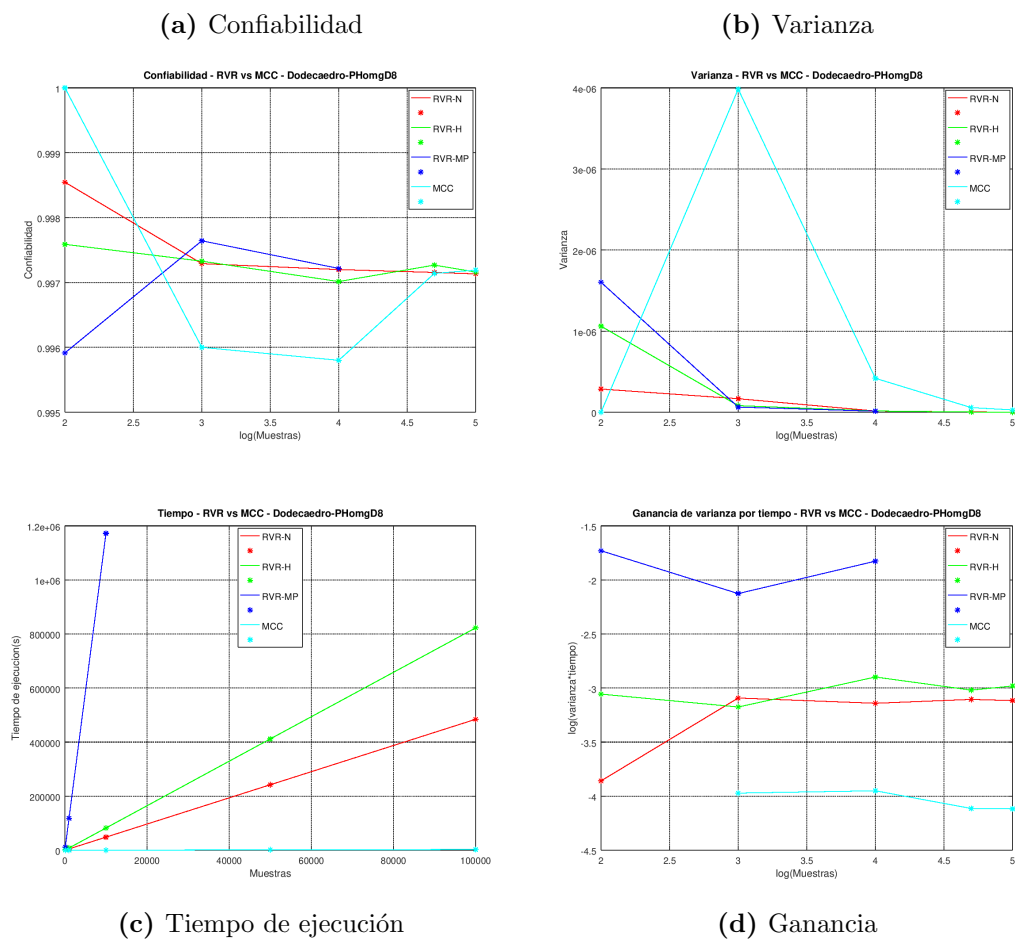 (a) Confiabilidad
(b) Varianza
Confiabilidad - RVR vs MCC - Dodecaedro-PHomgD8
1
0.999
0.998
0.997
0.996
0.995
Confiabilidad
2
2.5
3
3.5
4
4.5
5
log(Muestras)
RVR-N
RVR-H
RVR-MP
MCC
Varianza - RVR vs MCC - Dodecaedro-PHomgD8
4e-06
3e-06
2e-06
1e-06
0
Varianza
2
2.5
3
3.5
4
4.5
5
log(Muestras)
RVR-N
RVR-H
RVR-MP
MCC
Tiempo - RVR vs MCC - Dodecaedro-PHomgD8
1.2e+06
1e+06
800000
600000
400000
200000
0
Tiempo de ejecucion(s)
0
20000
40000
60000
80000
100000
Muestras
RVR-N
RVR-H
RVR-MP
MCC
Ganancia de varianza por tiempo - RVR vs MCC - Dodecaedro-PHomgD8
-1.5
-2
-2.5
-3
-3.5
-4
-4.5
log(varianza*tiempo)
2
2.5
3
3.5
4
4.5
5
log(Muestras)
RVR-N
RVR-H
RVR-MP
MCC
(c) Tiempo de ejecución
(d) Ganancia